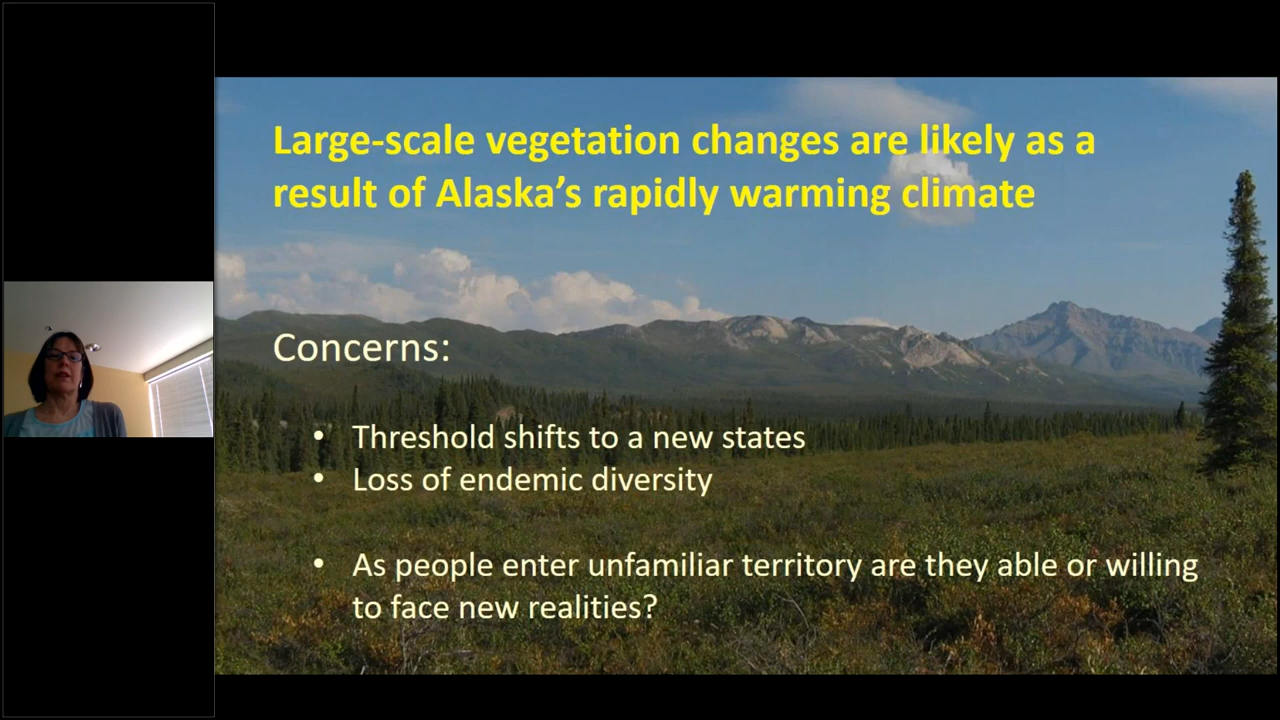 Large-scale vegetation changes are likely as a
result of Alaska’s rapidly warming climate
Concerns:
• Threshold shifts to a new states
• Loss of endemic diversity
• As people enter unfamiliar territory are they able or willing
to face new realities?